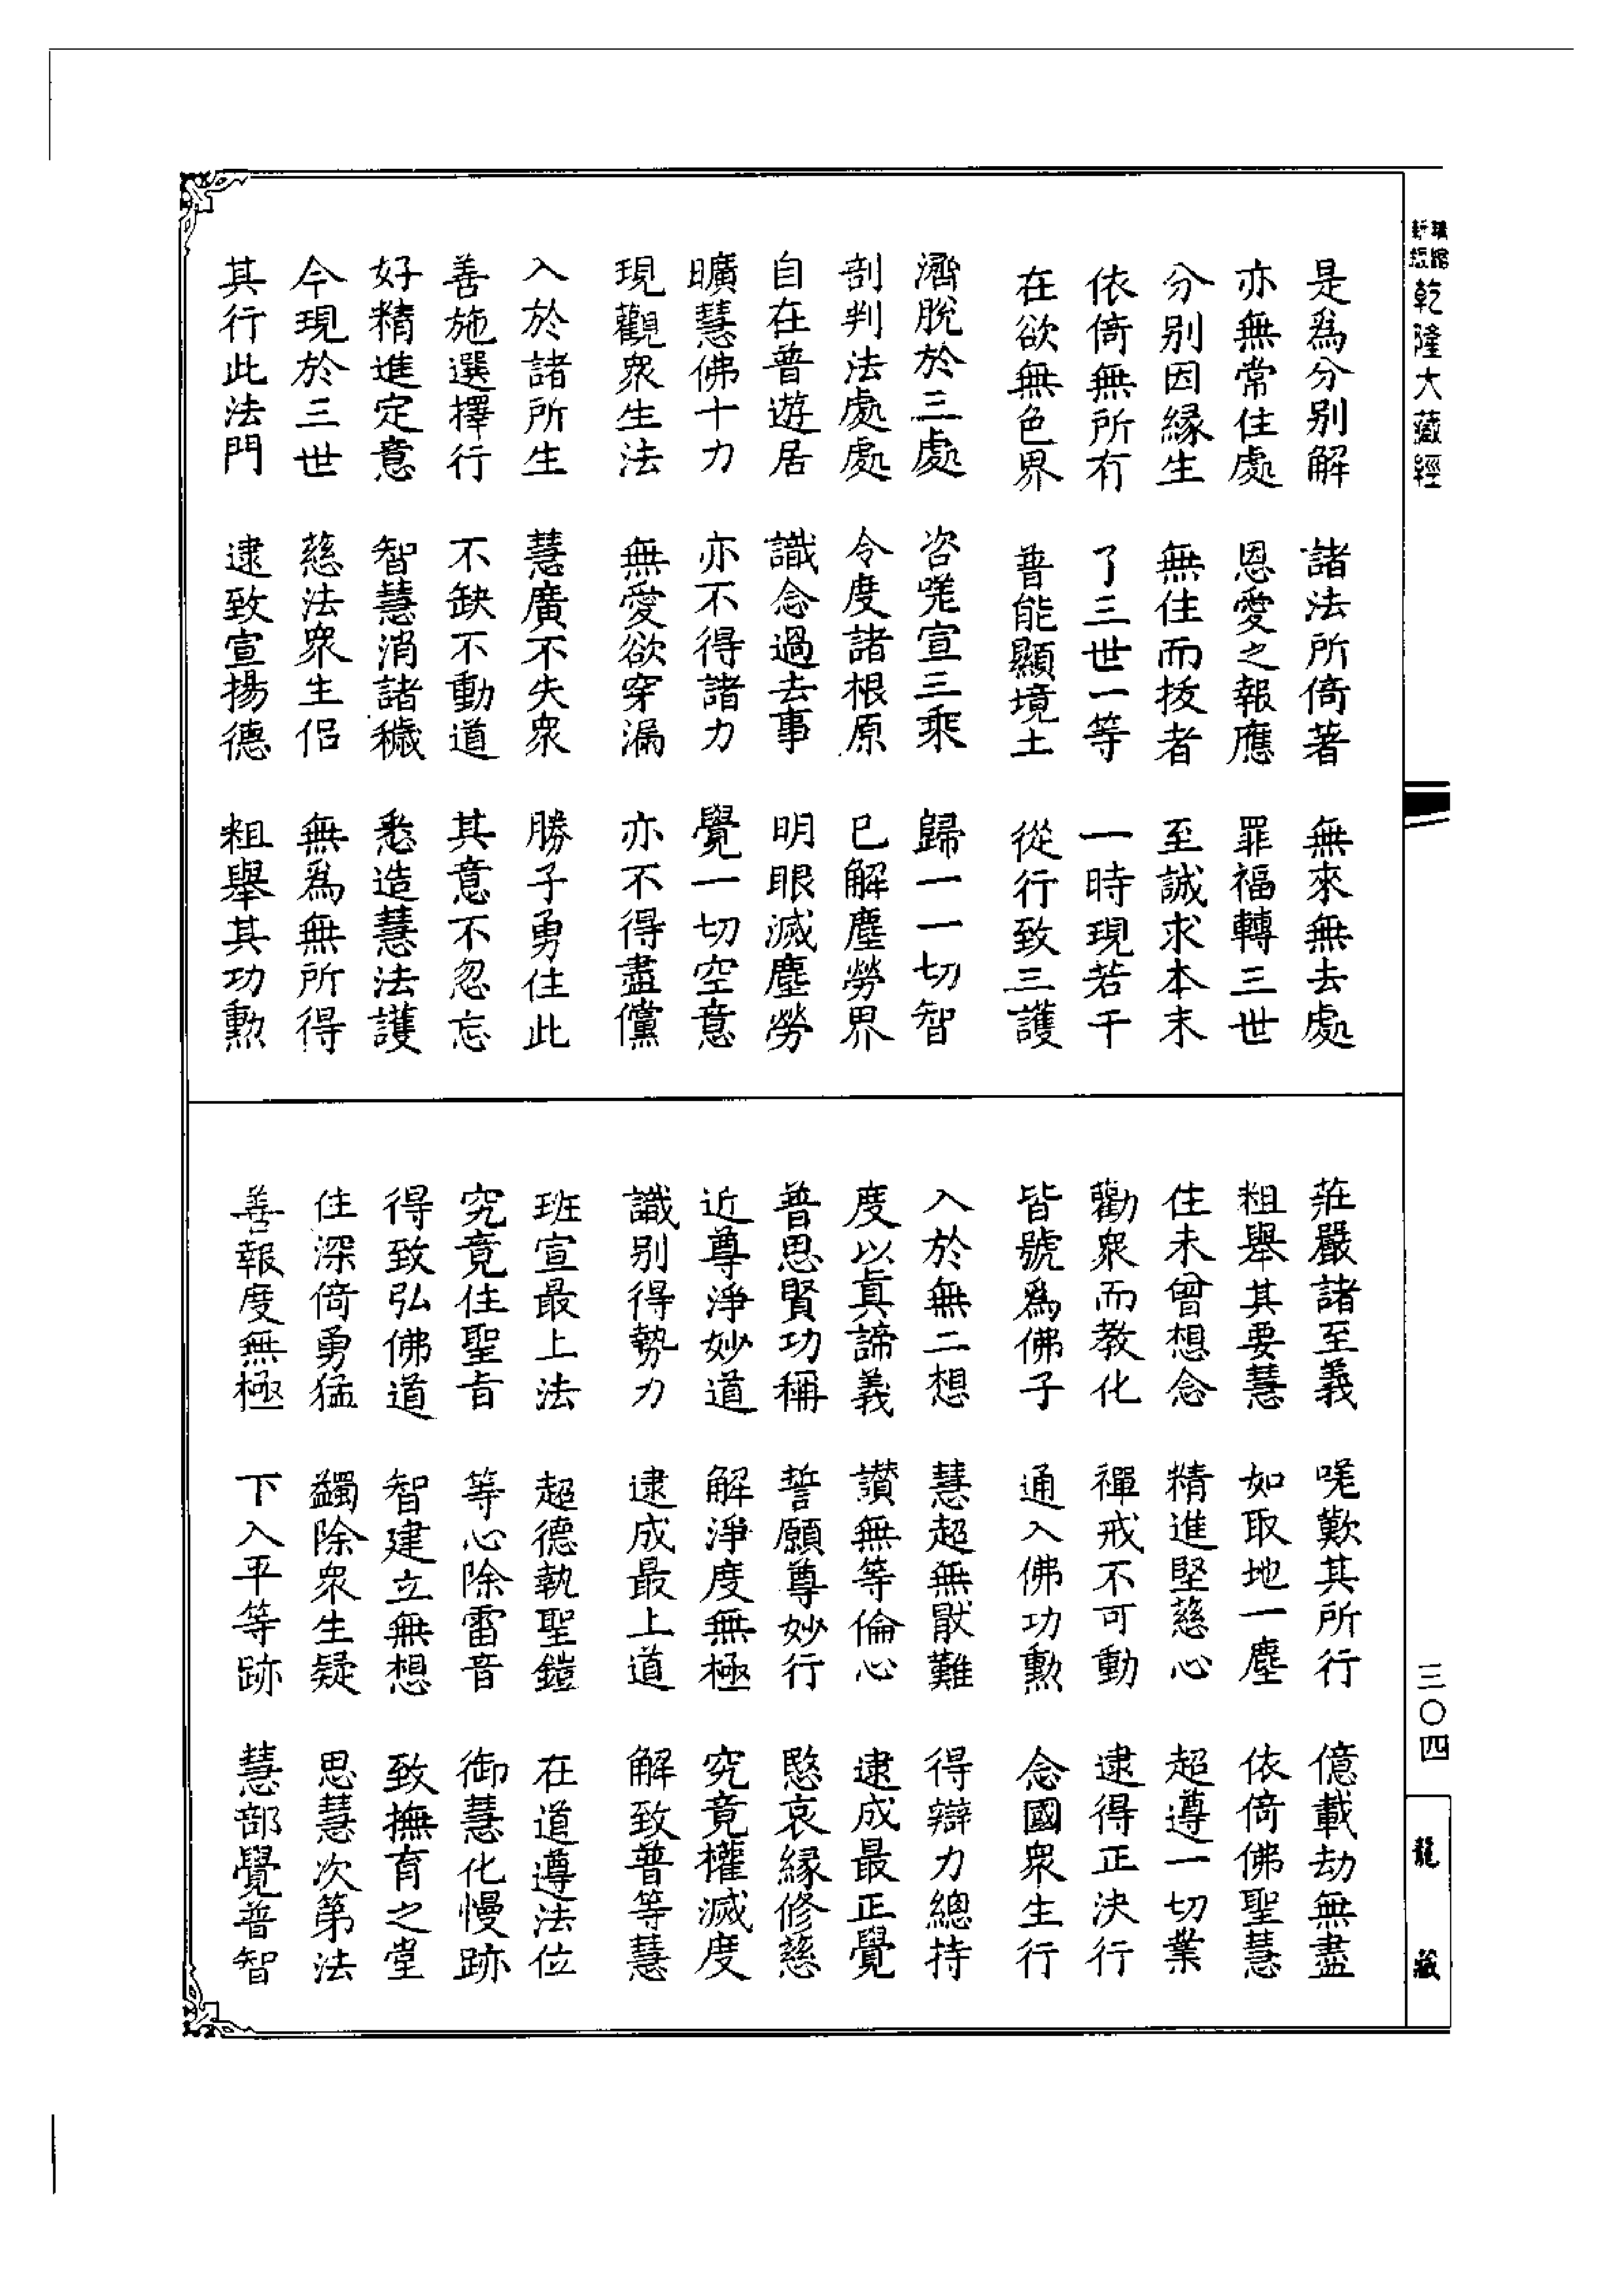 乾隆大藏經
是爲分别解　諸法所倚著　無來無去處
亦無常住處　恩愛之報應　罪福轉三世
分别因緣生　無住而拔者　至誠求本末
依倚無所有　了三世一等　一時現若干
在欲無色界　普能顯境土　從行致三護
濟脫於三處　咨嗟宣三乘　歸一一切智
剖判法處處　令度諸根原　已解塵勞界
自在普遊居　識念過去事　明眼滅塵勞
曠慧佛十力　亦不得諸力　覺一切空意
現觀衆生法　無愛欲穿漏　亦不得盡儻
入於諸所生　慧廣不失衆　勝子勇住此
善施選擇行　不缺不動道　其意不忽忘
好精進定意　智慧消諸穢　悉造慧法護
今現於三世　慈法衆生侶　無爲無所得
其行此法門　逮致宣揚德　粗舉其功勲
莊嚴諸至義　嗟歎其所行　億載劫無盡
粗舉其要慧　如取地一塵　依倚佛聖慧
住未曾想念　精進堅慈心　超遵一切業
勸衆而教化　禪戒不可動　逮得正決行
皆號爲佛子　通入佛功勲　念國衆生行
入於無二想　慧超無猒難　得辯力總持
度以眞諦義　讚無等倫心　逮成最正覺
普思賢功稱　誓願尊妙行　愍哀緣修慈
近尊淨妙道　解淨度無極　究竟權滅度
識别得勢力　逮成最上道　解致普等慧
班宣最上法　超德執聖鎧　在道遵法位
究竟住聖旨　等心除雷音　御慧化慢跡
得致弘佛道　智建立無想　致撫育之堂
住深倚勇猛　蠲除衆生疑　思慧次第法
善報度無極　下入平等跡　慧部覺普智
三〇四
龍藏